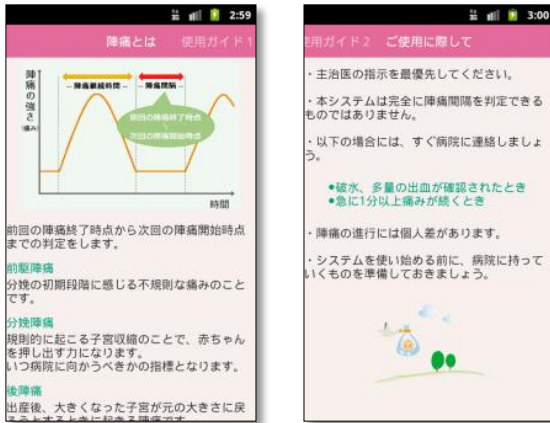 2:59
陣痛とは 使用ガイド1
陣痛の強さ
(痛み)
陣痛継続時間
陣痛間隔
前回の陣痛終了時点
次回の陣痛開始時点
時間
前回の陣痛終了時点から次回の陣痛開始時点
までの判定をします。
前駆陣痛
分娩の初期段階に感じる不規則な痛みのこと
です。
分娩陣痛
規則的に起こる子宮収縮のことで、赤ちゃん
を押し出す力になります。
いつ病院に向かうべきかの指標となります。
後陣痛
出産後、大きくなった子宮が元の大きさに戻
ろうとするときに起きる陣痛です
3:00
用ガイド2 ご使用に際して
・主治医の指示を最優先してください。
・本システムは完全に陣痛間隔を判定できる
ものではありません。
・以下の場合には、すぐ病院に連絡しましょ
う。
●破水、多量の出血が確認されたとき
●急に1分以上痛みが続くとき
・陣痛の進行には個人差があります。
・システムを使い始める前に、病院に持って
いくものを準備しておきましょう。